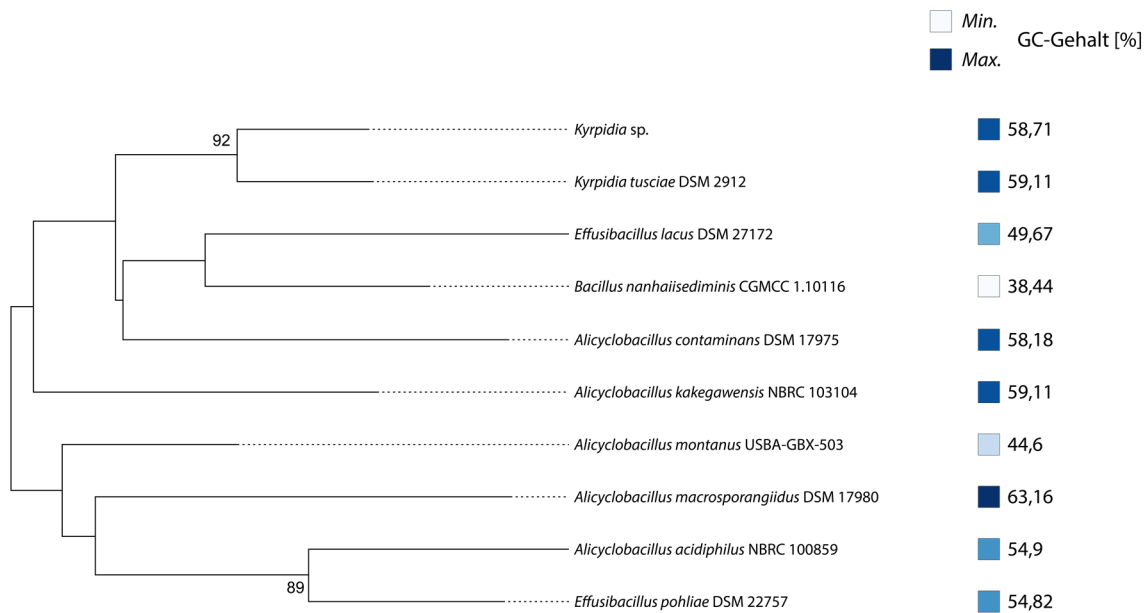 Min.
GC-Gehalt [%]
Max.
92
Kyrpidia sp.
58,71
Kyrpidia tusciae DSM 2912
59,11
Effusibacillus lacus DSM 27172
49,67
Bacillus nanhaiisediminis CGMCC 1.10116
38,44
Alicyclobacillus contaminans DSM 17975
58,18
Alicyclobacillus kakegawensis NBRC 103104
59,11
Alicyclobacillus montanus USBA-GBX-503
44,6
Alicyclobacillus macrosporangiidus DSM 17980
63,16
Alicyclobacillus acidiphilus NBRC 100859
54,9
89
Effusibacillus pohliae DSM 22757
54,82